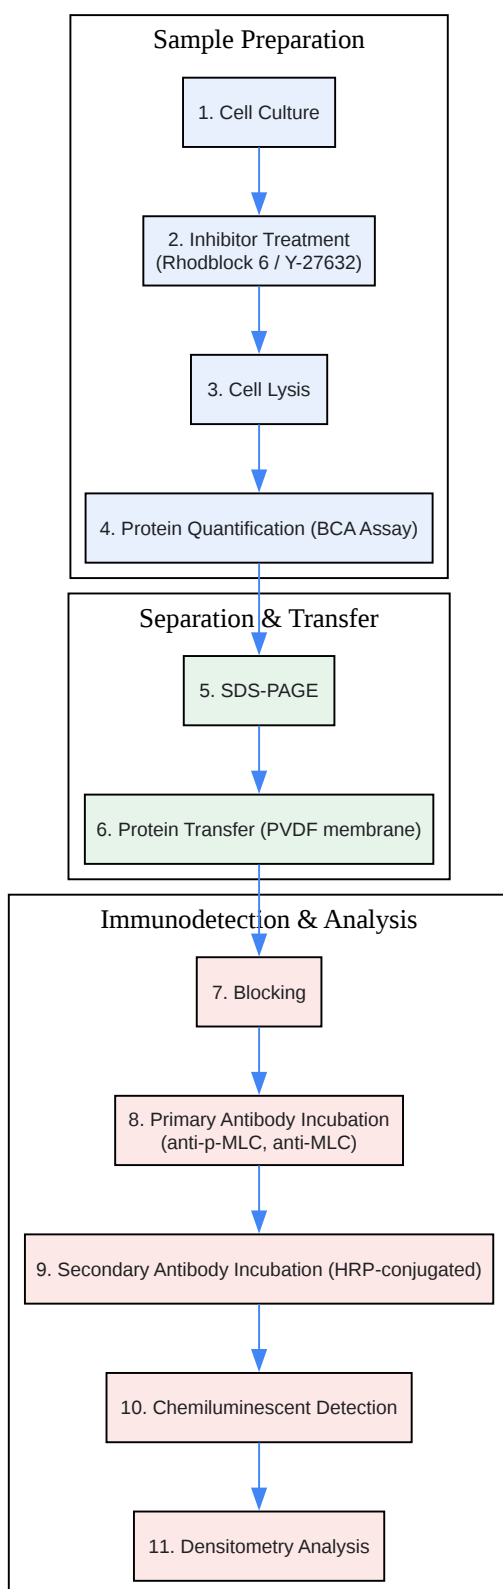 Sample Preparation
1. Cell Culture
2. Inhibitor Treatment
(Rhodblock 6 / Y-27632)
3. Cell Lysis
4. Protein Quantification (BCA Assay)
Separation & Transfer
5. SDS-PAGE
6. Protein Transfer (PVDF membrane)
Immunodetection & Analysis
7. Blocking
8. Primary Antibody Incubation
(anti-p-MLC, anti-MLC)
9. Secondary Antibody Incubation (HRP-conjugated)
10. Chemiluminescent Detection
11. Densitometry Analysis